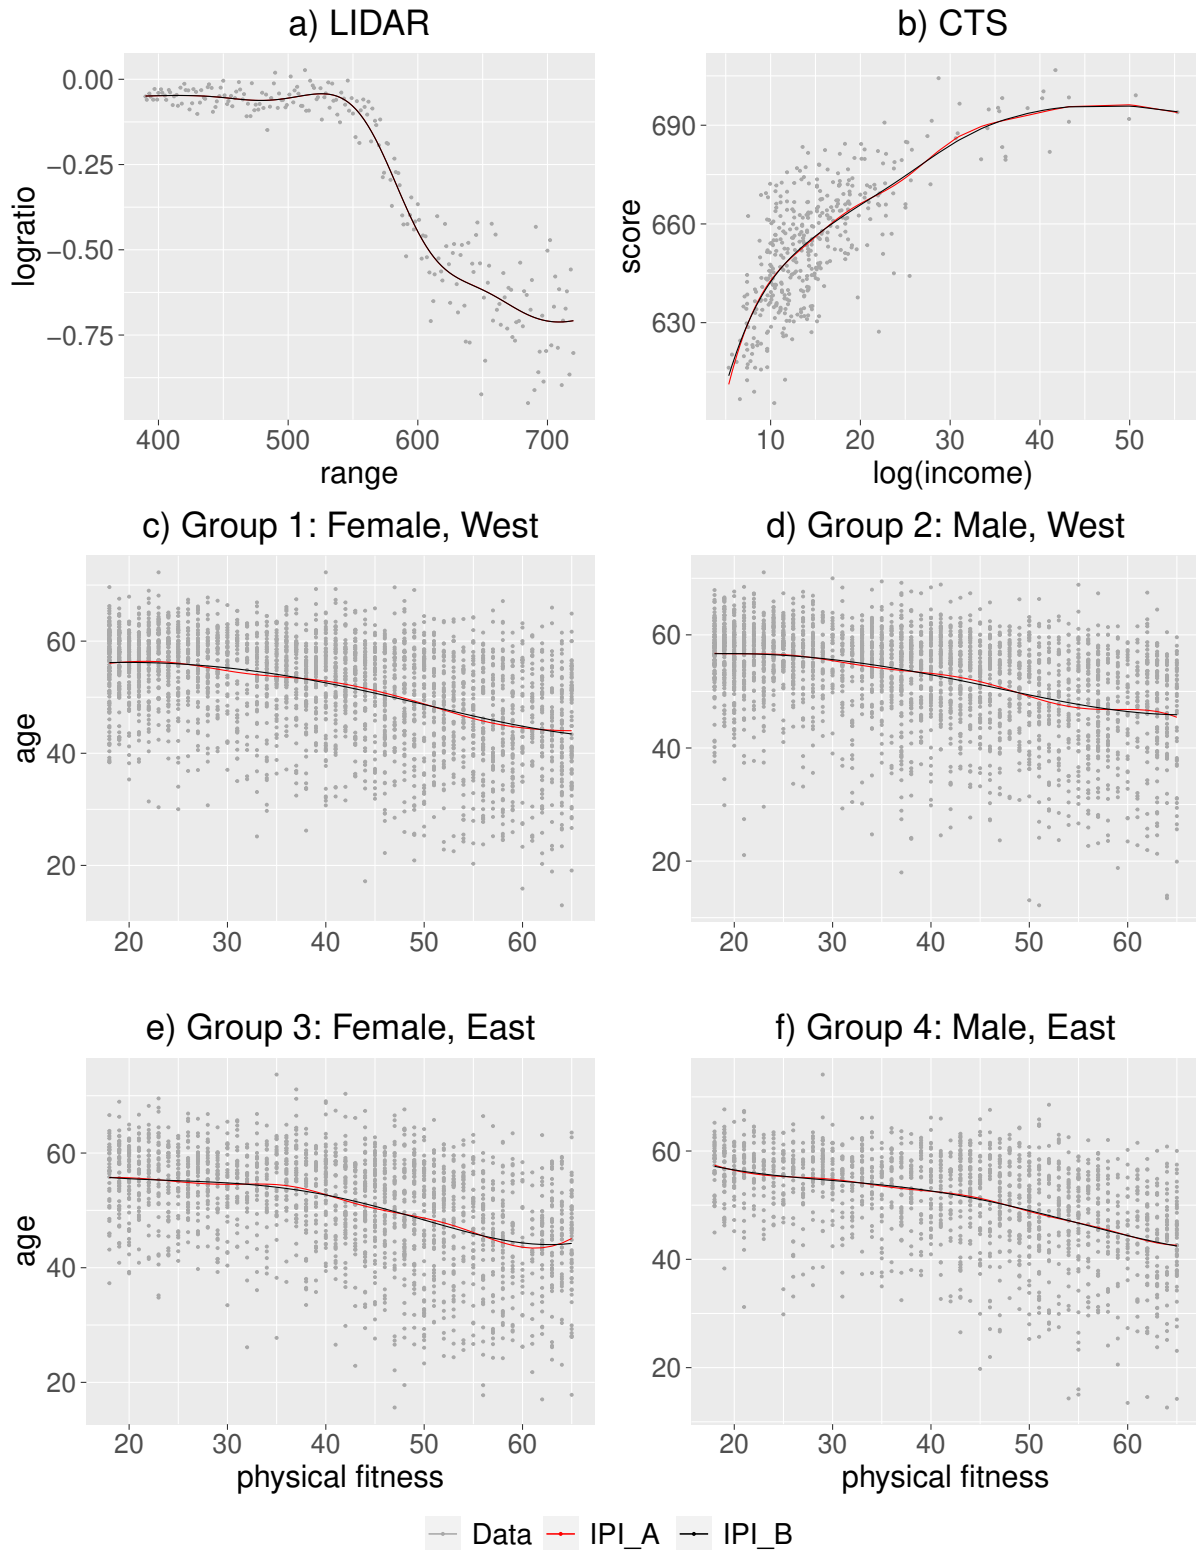 a) LIDAR
b) CTS
0.00
−0.25
−0.50
−0.75
logratio
400 500 600 700
range
690
660
630
score
10 20 30 40 50
log(income)
c) Group 1: Female, West
d) Group 2: Male, West
60
40
20
age
20 30 40 50 60
60
40
20
20 30 40 50 60
e) Group 3: Female, East
f) Group 4: Male, East
60
40
20
age
20 30 40 50 60
physical fitness
60
40
20
20 30 40 50 60
physical fitness
Data IPI_A IPI_B